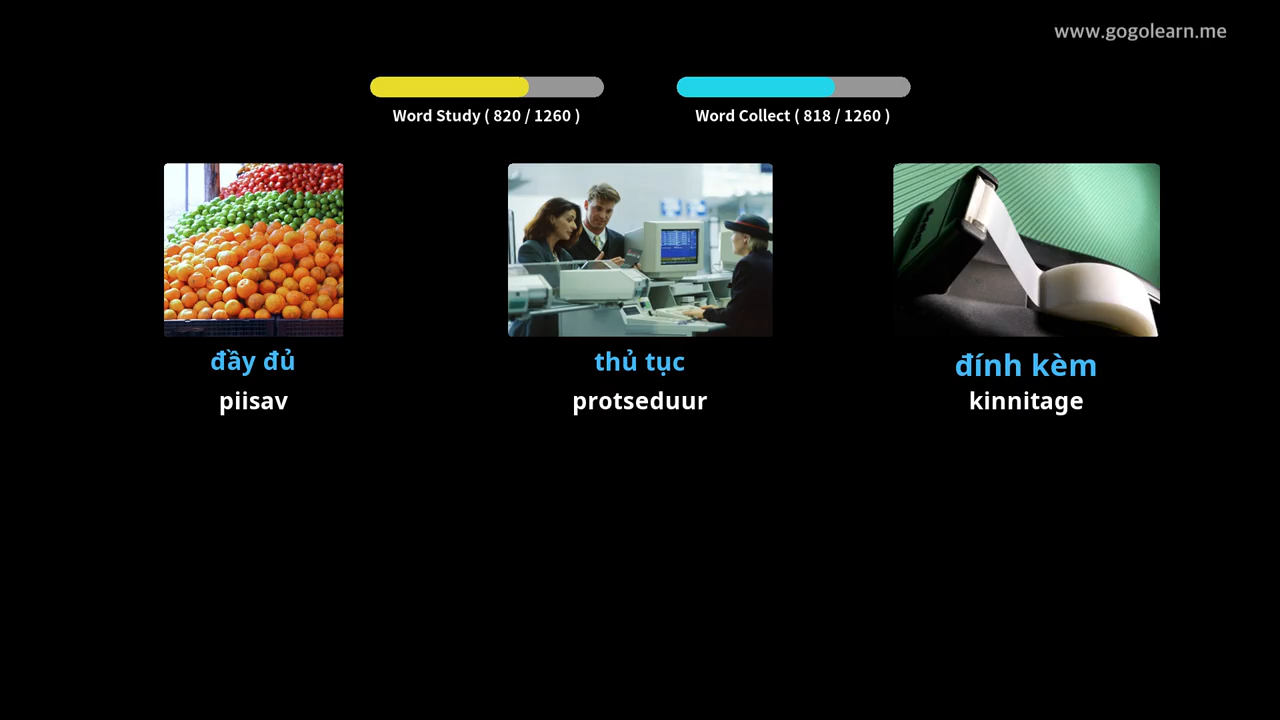 www.gogolearn.me
Word Study ( 820 / 1260 )
Word Collect ( 818 / 1260 )
đầy đủ
piisav
thủ tục
protseduur
đính kèm
kinnitage